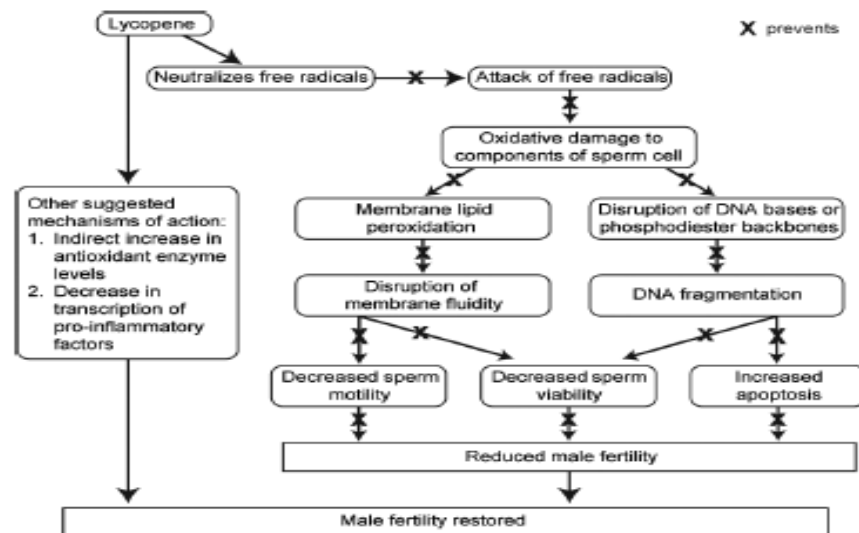 Lycopene
X prevents
Neutralizes free radicals
Attack of free radicals
Oxidative damage to
components of sperm cell
Other suggested
mechanisms of action:
1. Indirect increase in
antioxidant enzyme
levels
2. Decrease in
transcription of
pro-inflammatory
factors
Membrane lipid
peroxidation
Disruption of DNA bases or
phosphodiester backbones
Disruption of
membrane fluidity
DNA fragmentation
Decreased sperm
motility
Decreased sperm
viability
Increased
apoptosis
Reduced male fertility
Male fertility restored